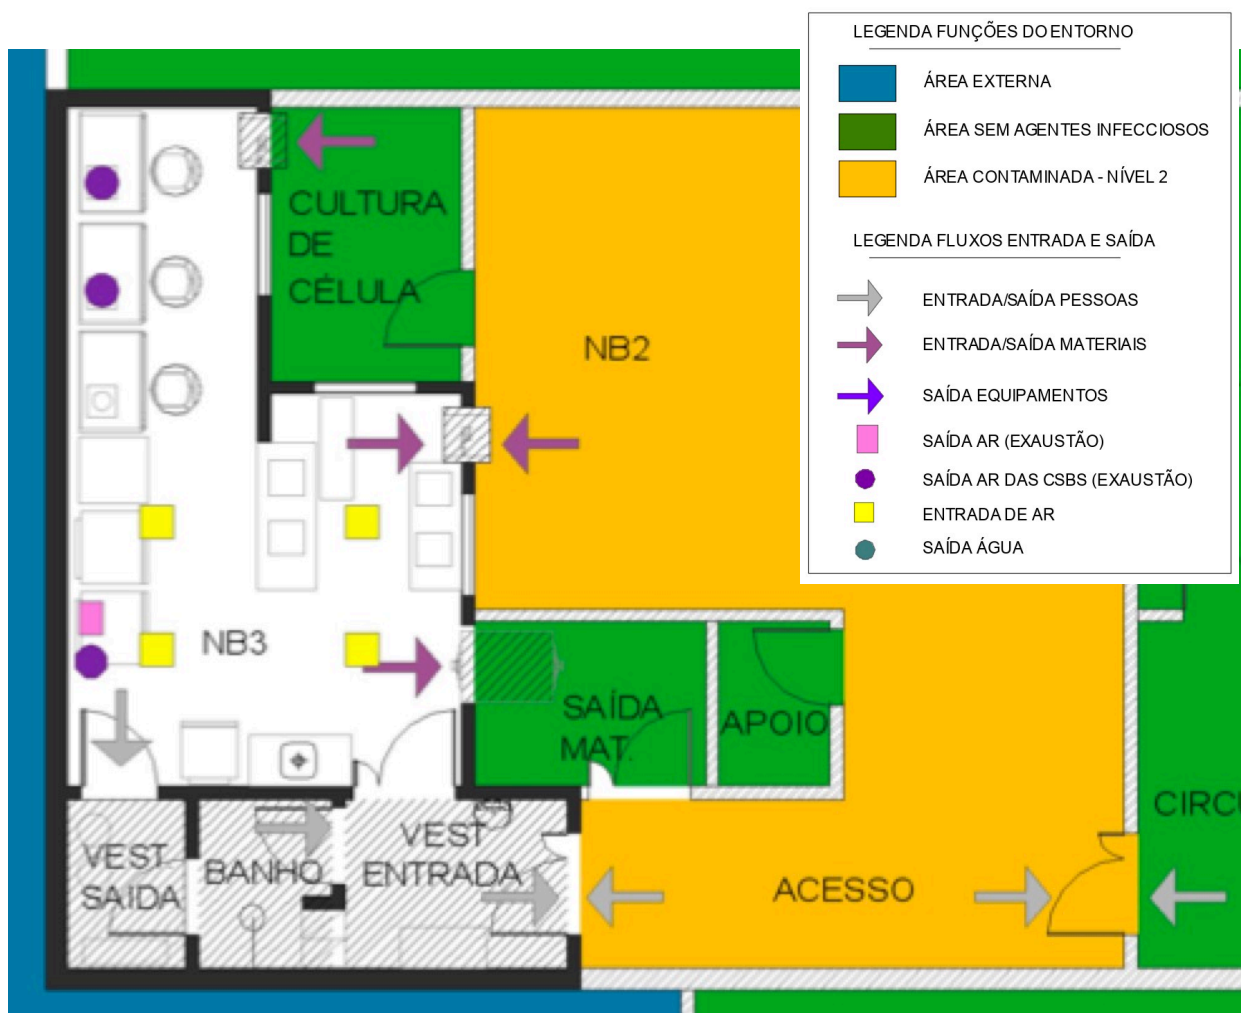 LEGENDA FUNÇÕES DO ENTORNO
ÁREA EXTERNA
ÁREA SEM AGENTES INFECCIOSOS
ÁREA CONTAMINADA - NÍVEL 2
LEGENDA FLUXOS ENTRADA E SAÍDA
ENTRADA/SAÍDA PESSOAS
ENTRADA/SAÍDA MATERIAIS
SAÍDA EQUIPAMENTOS
SAÍDA AR (EXAUSTÃO)
SAÍDA AR DAS CSBS (EXAUSTÃO)
ENTRADA DE AR
SAÍDA ÁGUA
CULTURA
DE
CÉLULA
NB2
NB3
SAÍDA
MAT.
APOIO
CIRC
VEST
SAIDA
BANHO
VEST
ENTRADA
ACESSO